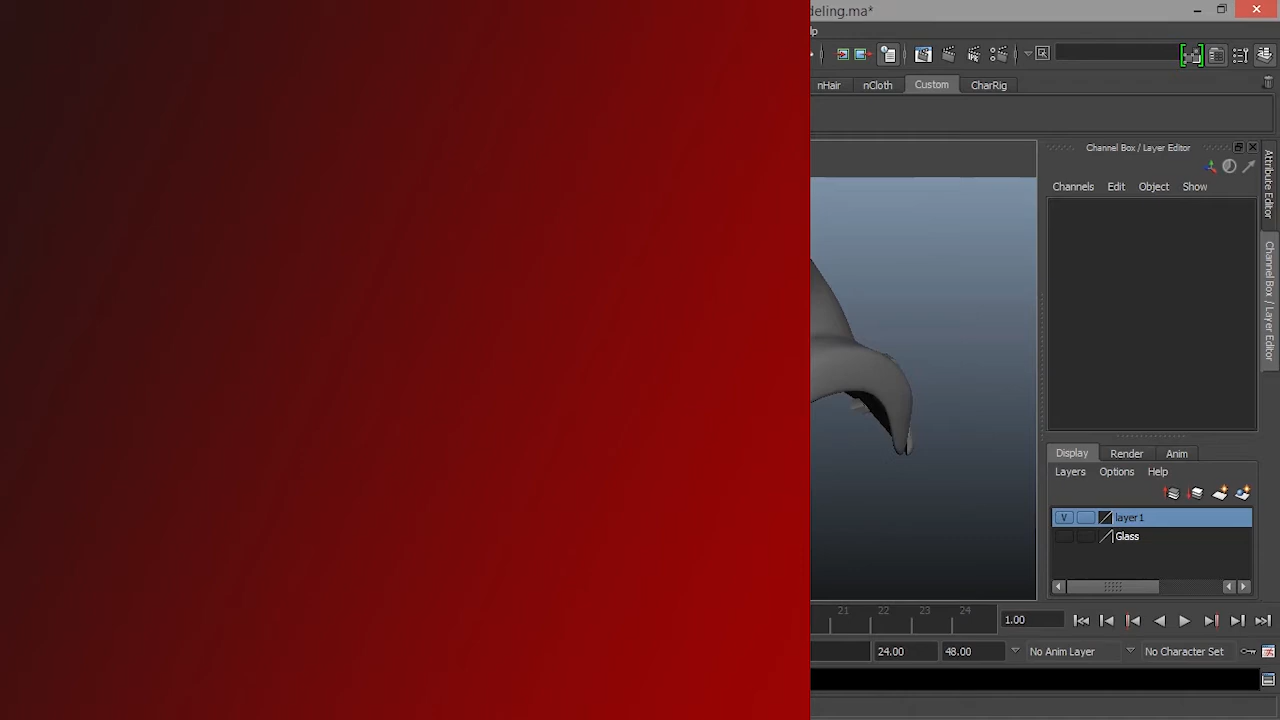 deling.ma*
lp
nHair
nCloth
Custom
CharRig
Channel Box / Layer Editor
Channels
Edit
Object
Show
Attribute Editor
Channel Box / Layer Editor
Display
Render
Anim
Layers
Options
Help
V
layer1
Glass
21
22
23
24
1.00
24.00
48.00
No Anim Layer
No Character Set